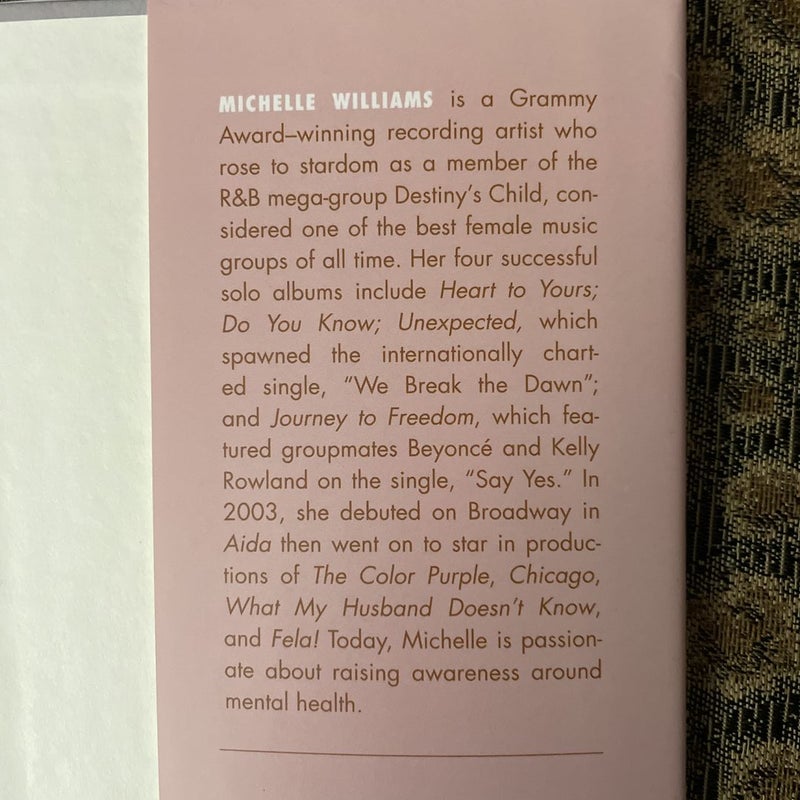 MICHELLE WILLIAMS is a Grammy
Award–winning recording artist who
rose to stardom as a member of the
R&B mega-group Destiny's Child, con-
sidered one of the best female music
groups of all time. Her four successful
solo albums include Heart to Yours;
Do You Know; Unexpected, which
spawned the internationally chart-
ed single, “We Break the Dawn”;
and Journey to Freedom, which fea-
tured groupmates Beyoncé and Kelly
Rowland on the single, “Say Yes.” In
2003, she debuted on Broadway in
Aida then went on to star in produc-
tions of The Color Purple, Chicago,
What My Husband Doesn't Know,
and Fela! Today, Michelle is passion-
ate about raising awareness around
mental health.